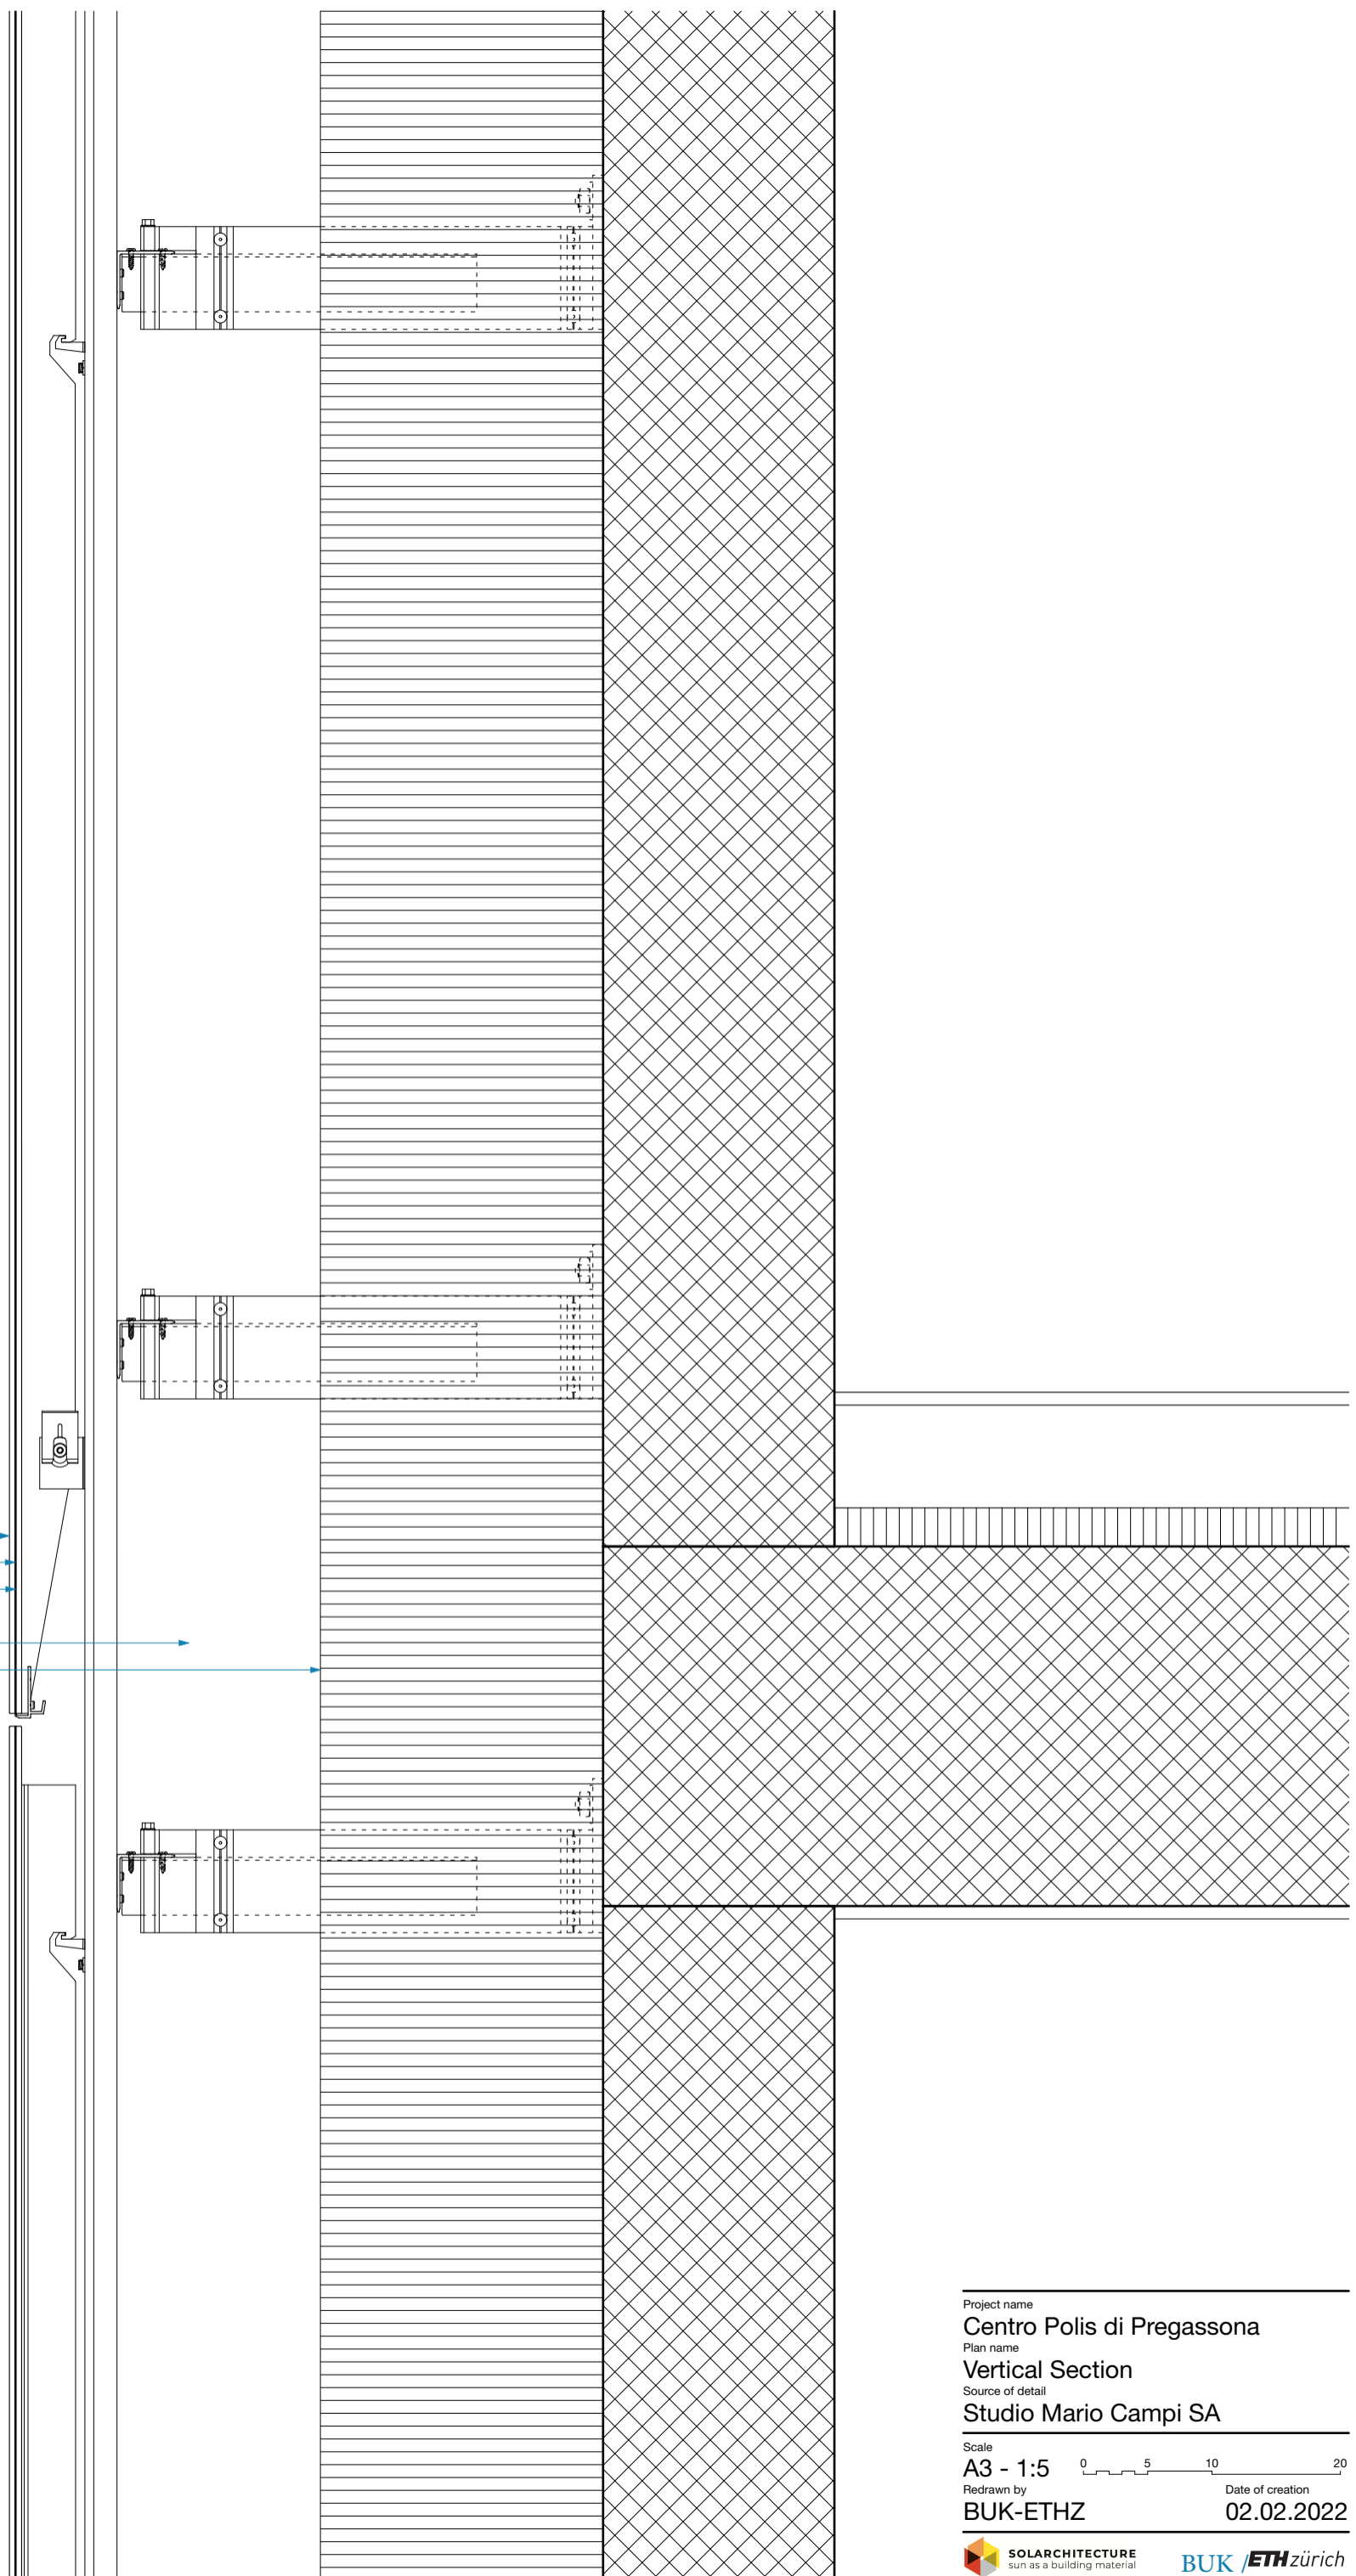 Project name
Centro Polis di Pregassona
Plan name
Vertical Section
Source of detail
Studio Mario Campi SA
Scale
A3 - 1:5 0 5 10 20
Redrawn by Date of creation
BUK-ETHZ 02.02.2022
SOLARCHITECTURE
sun as a building material
BUK / ETH zürich